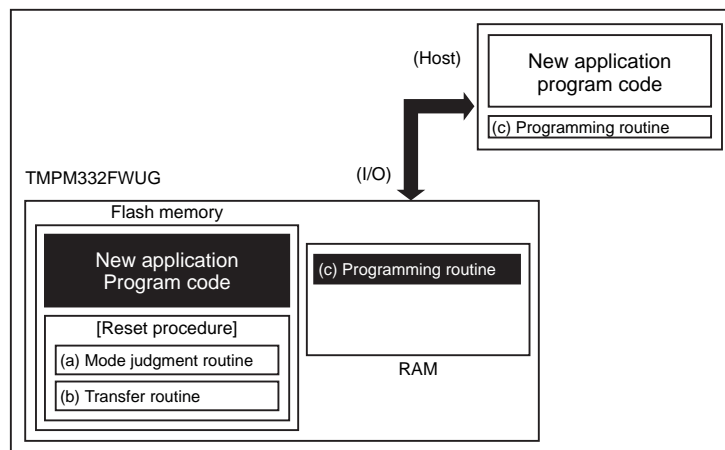 (Host)
New application
program code
(c) Programming routine
(I/O)
TMPM332FWUG
Flash memory
New application
Program code
[Reset procedure]
(a) Mode judgment routine
(b) Transfer routine
(c) Programming routine
RAM